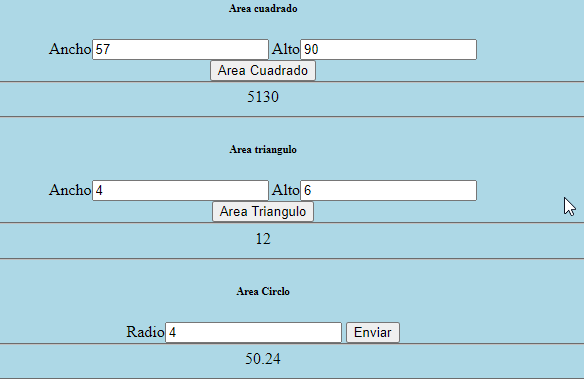 Area cuadrado
Ancho 57 Alto 90
Area Cuadrado
5130
Area triangulo
Ancho 4 Alto 6
Area Triangulo
12
Area Circlo
Radio 4 Enviar
50.24